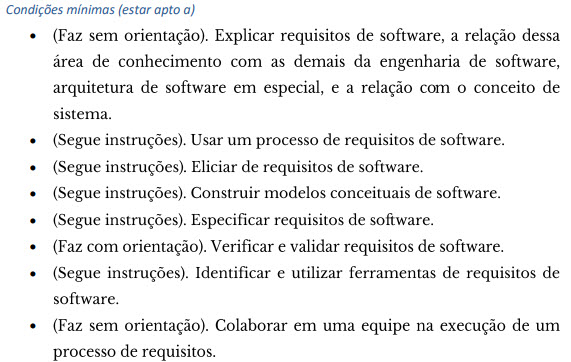 Condições mínimas (estar apto a)
• (Faz sem orientação). Explicar requisitos de software, a relação dessa
área de conhecimento com as demais da engenharia de software,
arquitetura de software em especial, e a relação com o conceito de
sistema.
• (Segue instruções). Usar um processo de requisitos de software.
• (Segue instruções). Eliciar de requisitos de software.
• (Segue instruções). Construir modelos conceituais de software.
• (Segue instruções). Especificar requisitos de software.
• (Faz com orientação). Verificar e validar requisitos de software.
• (Segue instruções). Identificar e utilizar ferramentas de requisitos de
software.
• (Faz sem orientação). Colaborar em uma equipe na execução de um
processo de requisitos.